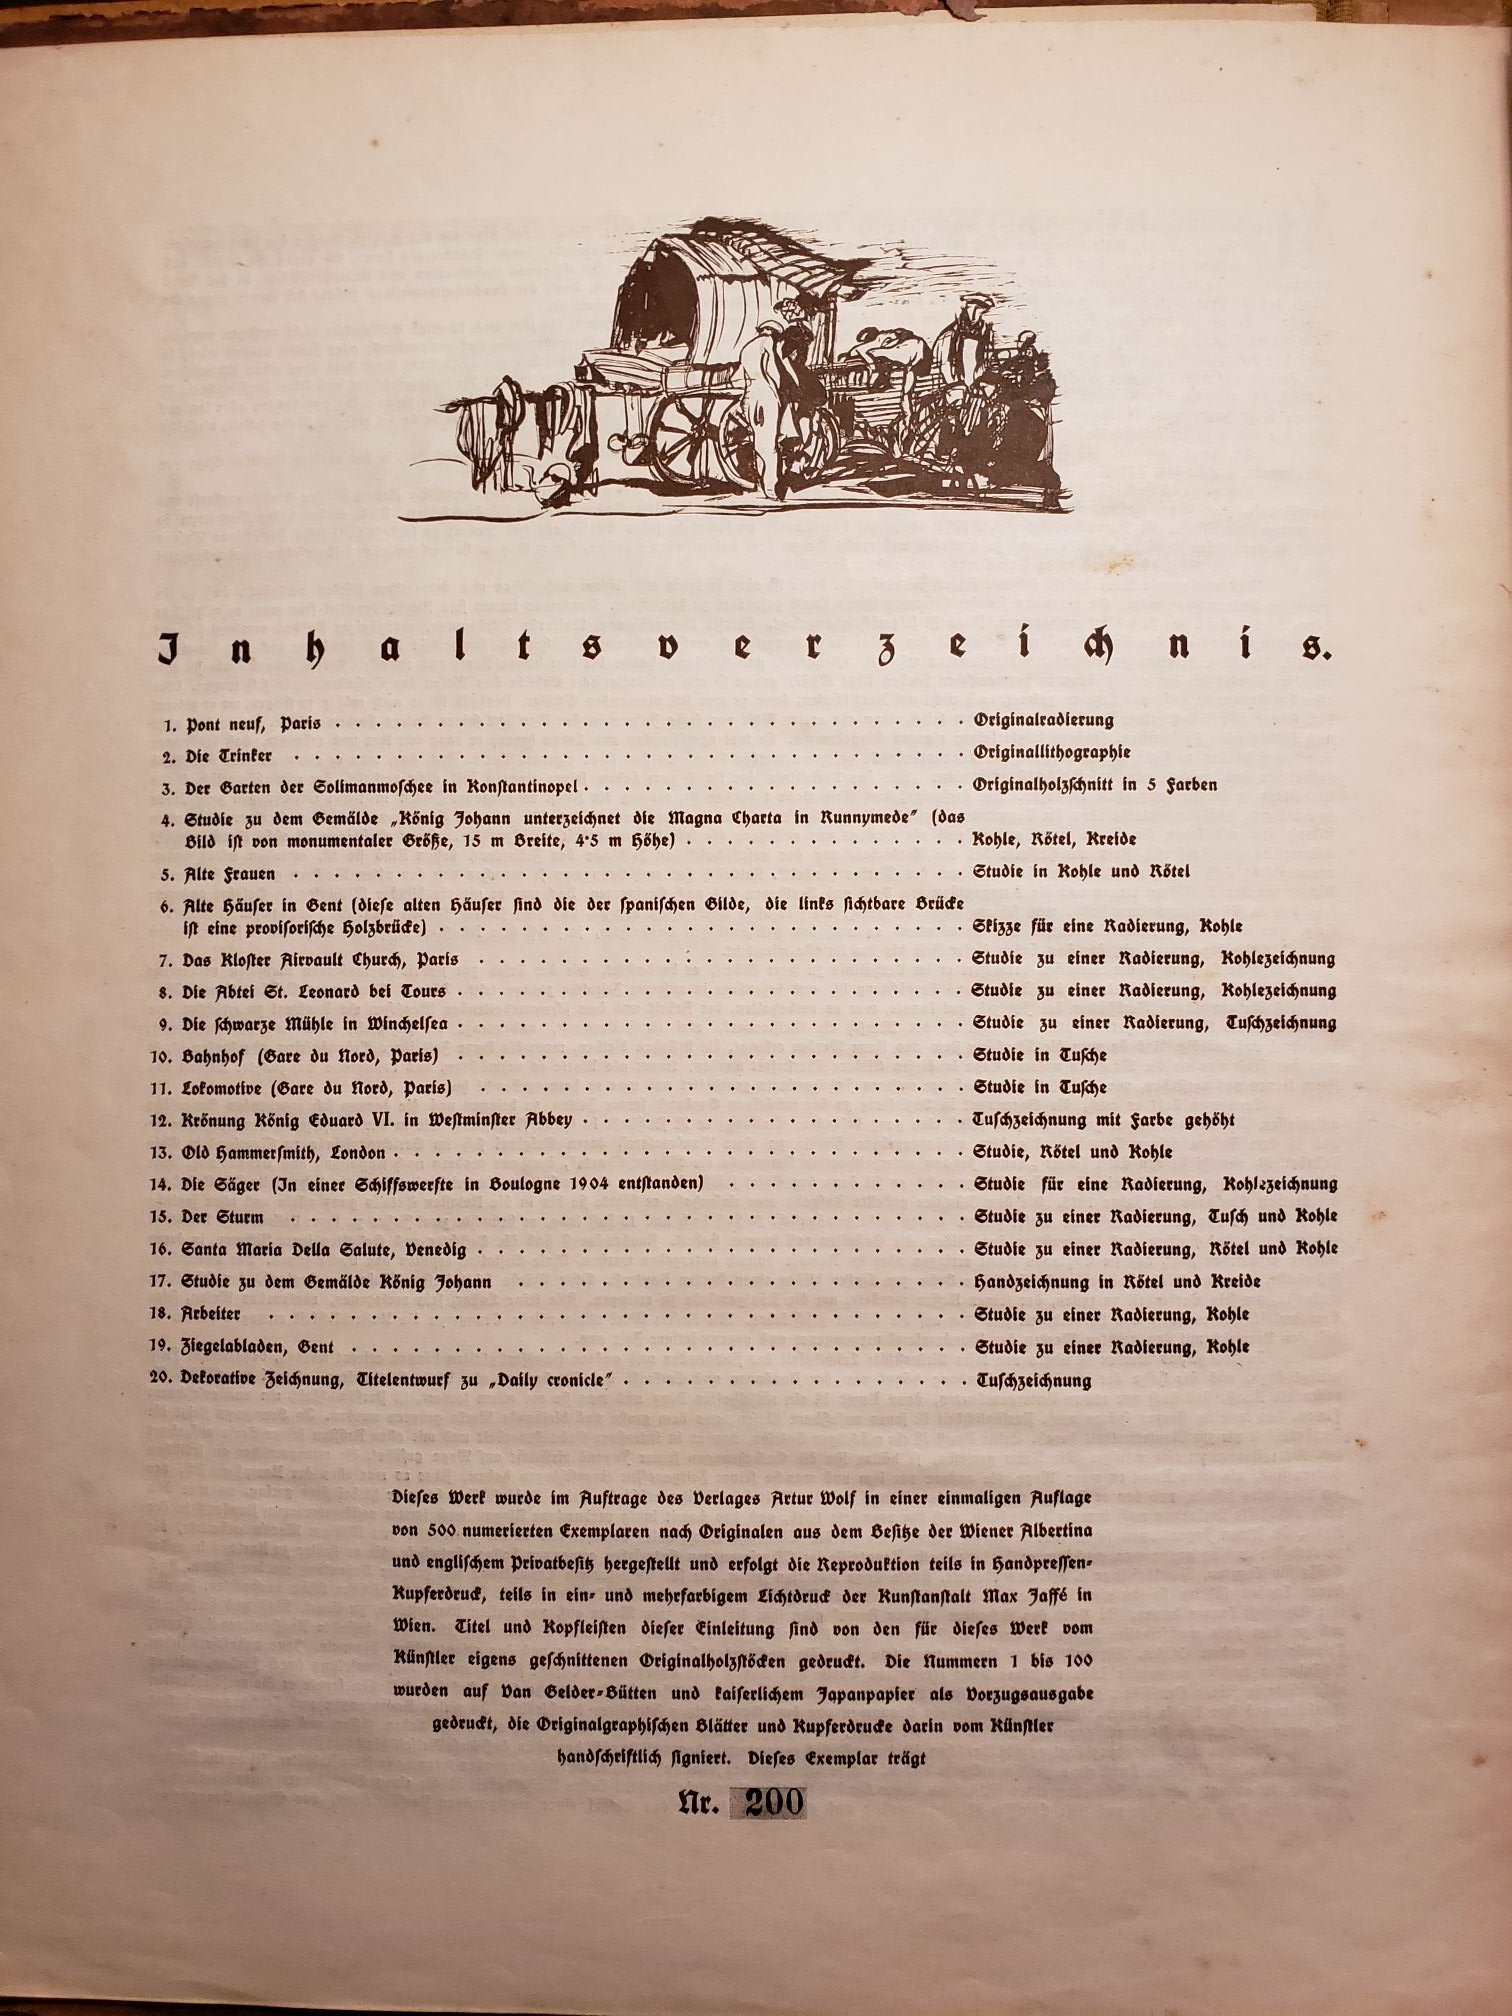 Inhaltsverzeichnis.
1. Pont neuf, Paris . . . . . . . . . . Originalradierung
2. Die Trinker . . . . . . . . . . Originallithographie
3. Der Garten der Solimanmoschee in Konstantinopel . . . . . . . . . . Originalholzschnitt in 5 Farben
4. Studie zu dem Gemälde „König Johann unterzeichnet die Magna Charta in Runnymede” (das
Bild ist von monumentaler Größe, 15 m Breite, 4·5 m Höhe) . . . . . . . . . . Kohle, Rötel, Kreide
5. Alte Frauen . . . . . . . . . . Studie in Kohle und Rötel
6. Alte Häuser in Gent (diese alten Häuser sind die der spanischen Gilde, die links sichtbare Brücke
ist eine provisorische Holzbrücke) . . . . . . . . . . Skizze für eine Radierung, Kohle
7. Das Kloster Airvault Church, Paris . . . . . . . . . . Studie zu einer Radierung, Kohlezeichnung
8. Die Abtei St. Leonard bei Tours . . . . . . . . . . Studie zu einer Radierung, Kohlezeichnung
9. Die schwarze Mühle in Winchelsea . . . . . . . . . . Studie zu einer Radierung, Tuschzeichnung
10. Bahnhof (Gare du Nord, Paris) . . . . . . . . . . Studie in Tusche
11. Lokomotive (Gare du Nord, Paris) . . . . . . . . . . Studie in Tusche
12. Krönung König Eduard VI. in Westminster Abbey . . . . . . . . . . Tuschzeichnung mit Farbe gehöht
13. Old Hammersmith, London . . . . . . . . . . Studie, Rötel und Kohle
14. Die Säger (In einer Schiffswerfte in Boulogne 1904 entstanden) . . . . . . . . . . Studie für eine Radierung, Kohlezeichnung
15. Der Sturm . . . . . . . . . . Studie zu einer Radierung, Tusch und Kohle
16. Santa Maria Della Salute, Venedig . . . . . . . . . . Studie zu einer Radierung, Rötel und Kohle
17. Studie zu dem Gemälde König Johann . . . . . . . . . . Handzeichnung in Rötel und Kreide
18. Arbeiter . . . . . . . . . . Studie zu einer Radierung, Kohle
19. Ziegelabladen, Gent . . . . . . . . . . Studie zu einer Radierung, Kohle
20. Dekorative Zeichnung, Titelentwurf zu „Daily cronicle” . . . . . . . . . . Tuschzeichnung
Dieses Werk wurde im Auftrage des Verlages Artur Wolf in einer einmaligen Auflage
von 500 numerierten Exemplaren nach Originalen aus dem Besitze der Wiener Albertina
und englischem Privatbesitz hergestellt und erfolgt die Reproduktion teils in Handpressen-
Kupferdruck, teils in ein- und mehrfarbigem Lichtdruck der Kunstanstalt Max Jaffé in
Wien. Titel und Kopfleisten dieser Einleitung sind von den für dieses Werk vom
Künstler eigens geschnittenen Originalholzstöcken gedruckt. Die Nummern 1 bis 100
wurden auf Van Gelder-Bütten und kaiserlichem Japanpapier als Vorzugsausgabe
gedruckt, die Originalgraphischen Blätter und Kupferdrucke darin vom Künstler
handschriftlich signiert. Dieses Exemplar trägt
Nr. 200